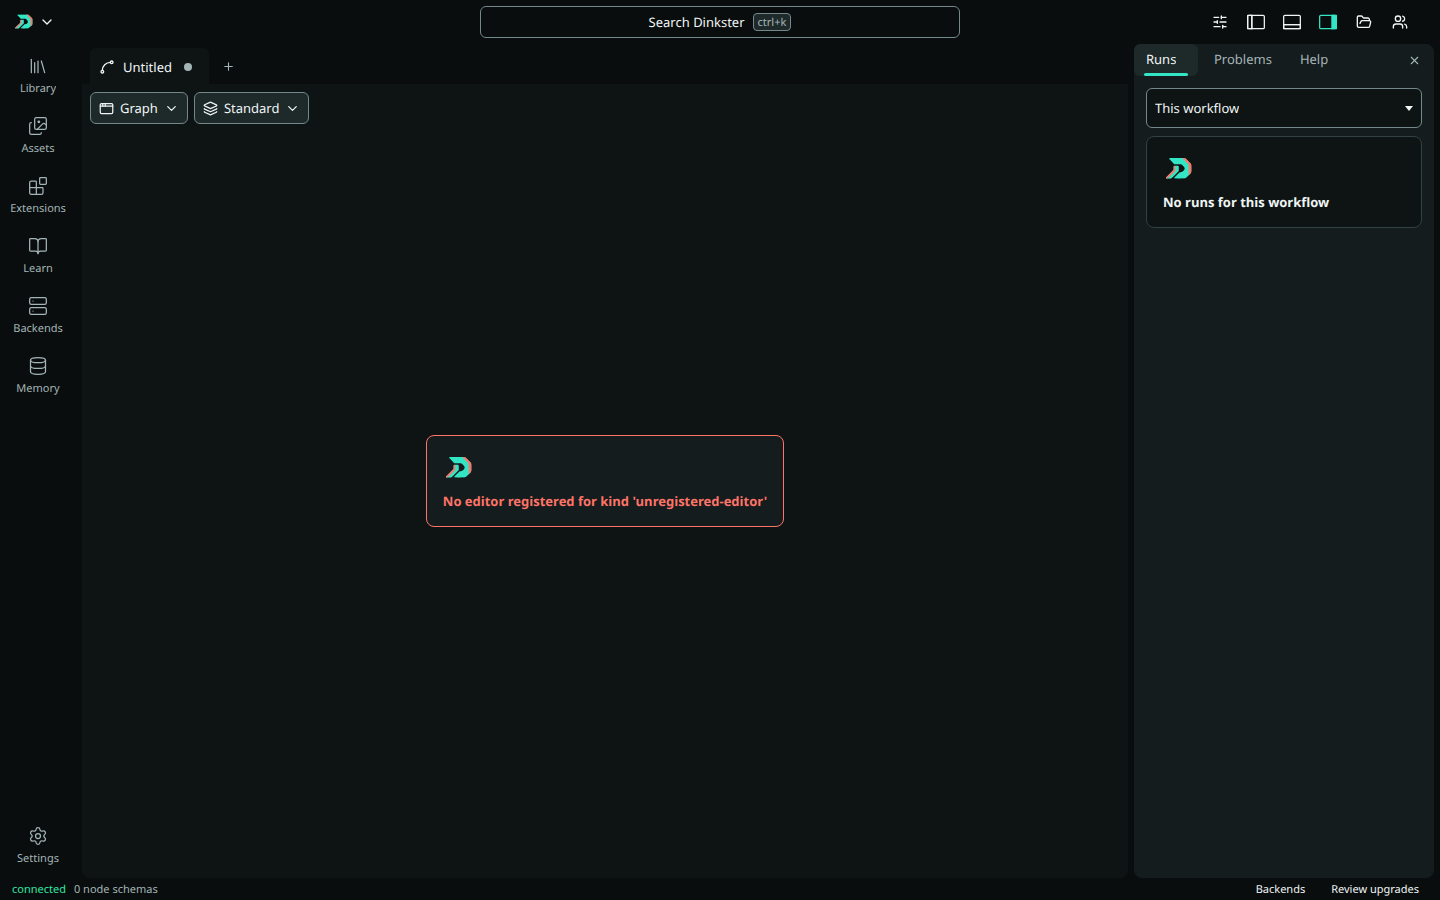 Search Dinkster ctrl+k
Library
Assets
Extensions
Learn
Backends
Memory
Settings
Untitled
Graph
Standard
No editor registered for kind 'unregistered-editor'
Runs Problems Help
This workflow
No runs for this workflow
connected 0 node schemas
Backends Review upgrades